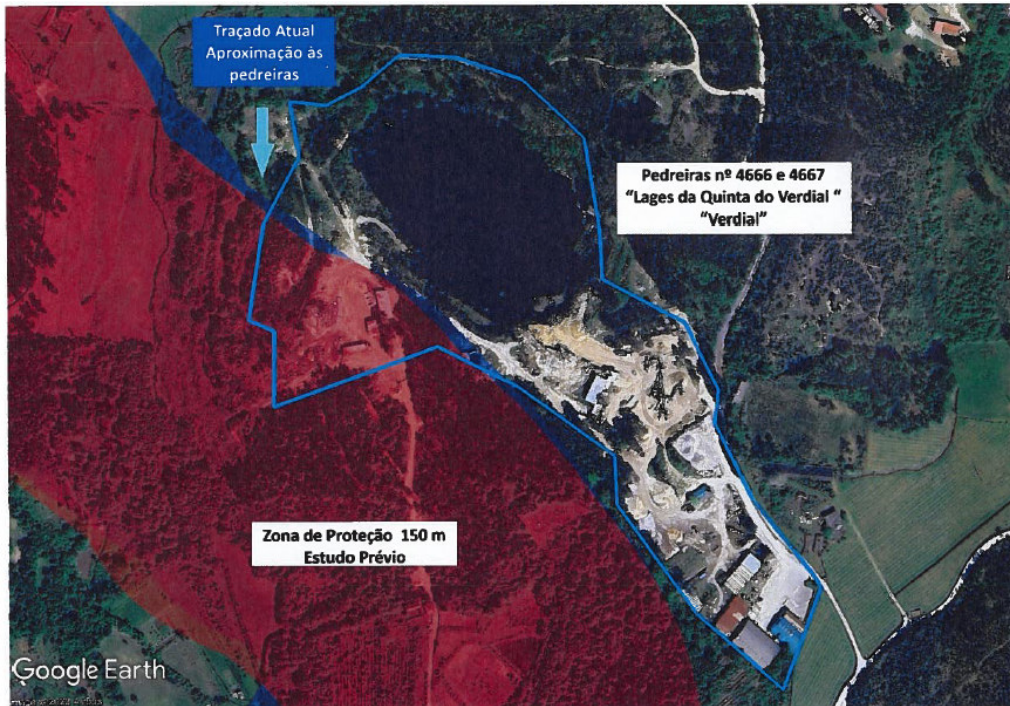 Traçado Atual
Aproximação às
pedreiras
Pedreiras nº 4666 e 4667
“Lages da Quinta do Verdial “
“Verdial”
Zona de Proteção 150 m
Estudo Prévio
Google Earth